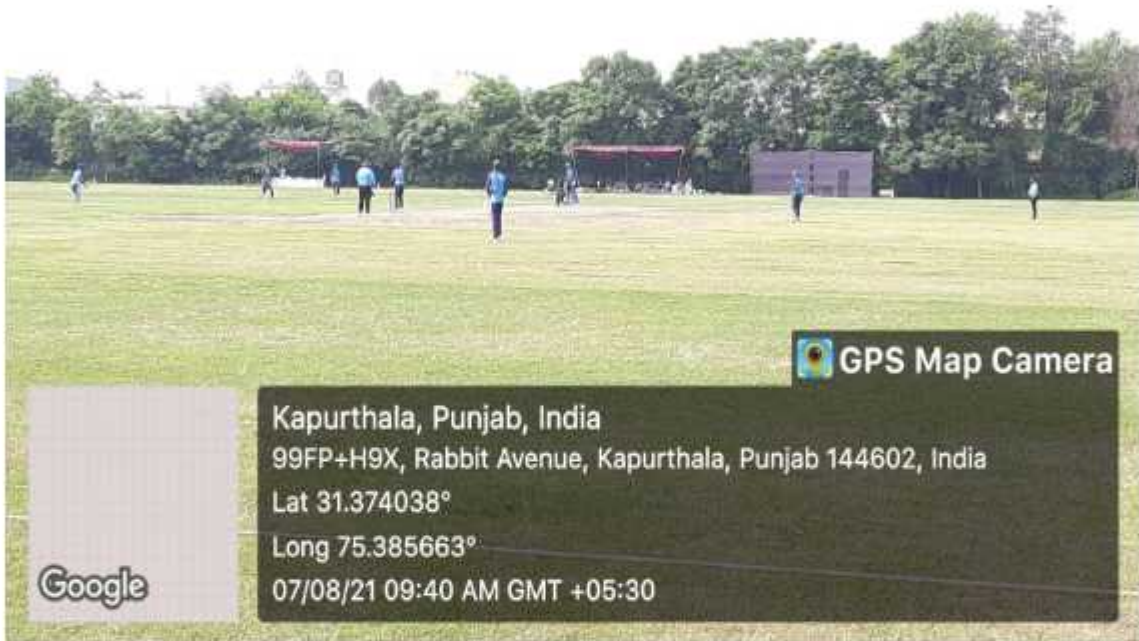 GPS Map Camera
Kapurthala, Punjab, India
99FP+H9X, Rabbit Avenue, Kapurthala, Punjab 144602, India
Lat 31.374038°
Long 75.385663°
07/08/21 09:40 AM GMT +05:30
Google